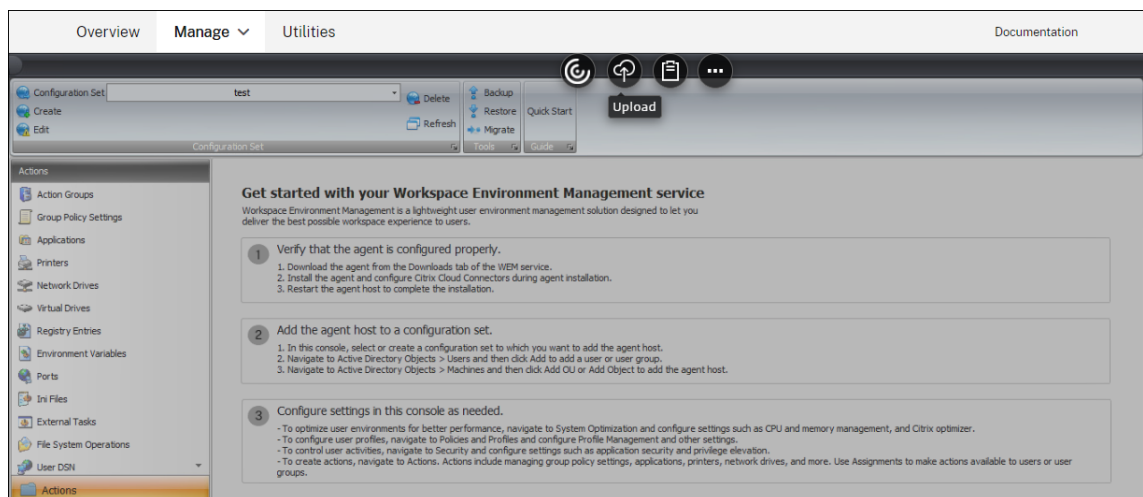 Overview Manage Utilities Documentation
Configuration Set test Delete Backup
Create Restore Quick Start Upload
Edit Refresh Migrate
Configuration Set Tools Guide
Actions
Action Groups
Group Policy Settings
Applications
Printers
Network Drives
Virtual Drives
Registry Entries
Environment Variables
Ports
Ini Files
External Tasks
File System Operations
User DSN
Actions
Get started with your Workspace Environment Management service
Workspace Environment Management is a lightweight user environment management solution designed to let you
deliver the best possible workspace experience to users.
1 Verify that the agent is configured properly.
1. Download the agent from the Downloads tab of the WEM service.
2. Install the agent and configure Citrix Cloud Connectors during agent installation.
3. Restart the agent host to complete the installation.
2 Add the agent host to a configuration set.
1. In this console, select or create a configuration set to which you want to add the agent host.
2. Navigate to Active Directory Objects > Users and then click Add to add a user or user group.
3. Navigate to Active Directory Objects > Machines and then click Add OU or Add Object to add the agent host.
3 Configure settings in this console as needed.
- To optimize user environments for better performance, navigate to System Optimization and configure settings such as CPU and memory management, and Citrix optimizer.
- To configure user profiles, navigate to Policies and Profiles and configure Profile Management and other settings.
- To control user activities, navigate to Security and configure settings such as application security and privilege elevation.
- To create actions, navigate to Actions. Actions include managing group policy settings, applications, printers, network drives, and more. Use Assignments to make actions available to users or user
groups.